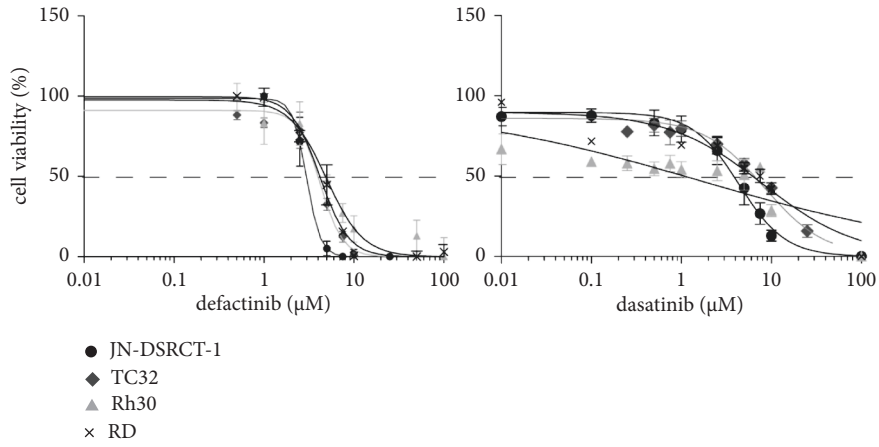 150
100
50
0
cell viability (%)
0.01 0.1 1 10 100
defactinib (µM)
150
100
50
0
0.01 0.1 1 10 100
dasatinib (µM)
JN-DSRCT-1
TC32
Rh30
RD